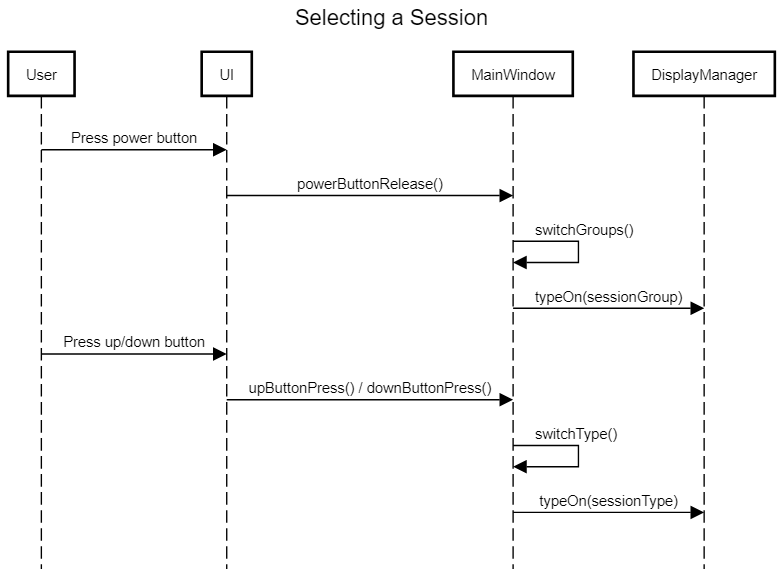 Selecting a Session
User
UI
MainWindow
DisplayManager
Press power button
powerButtonRelease()
switchGroups()
typeOn(sessionGroup)
Press up/down button
upButtonPress() / downButtonPress()
switchType()
typeOn(sessionType)